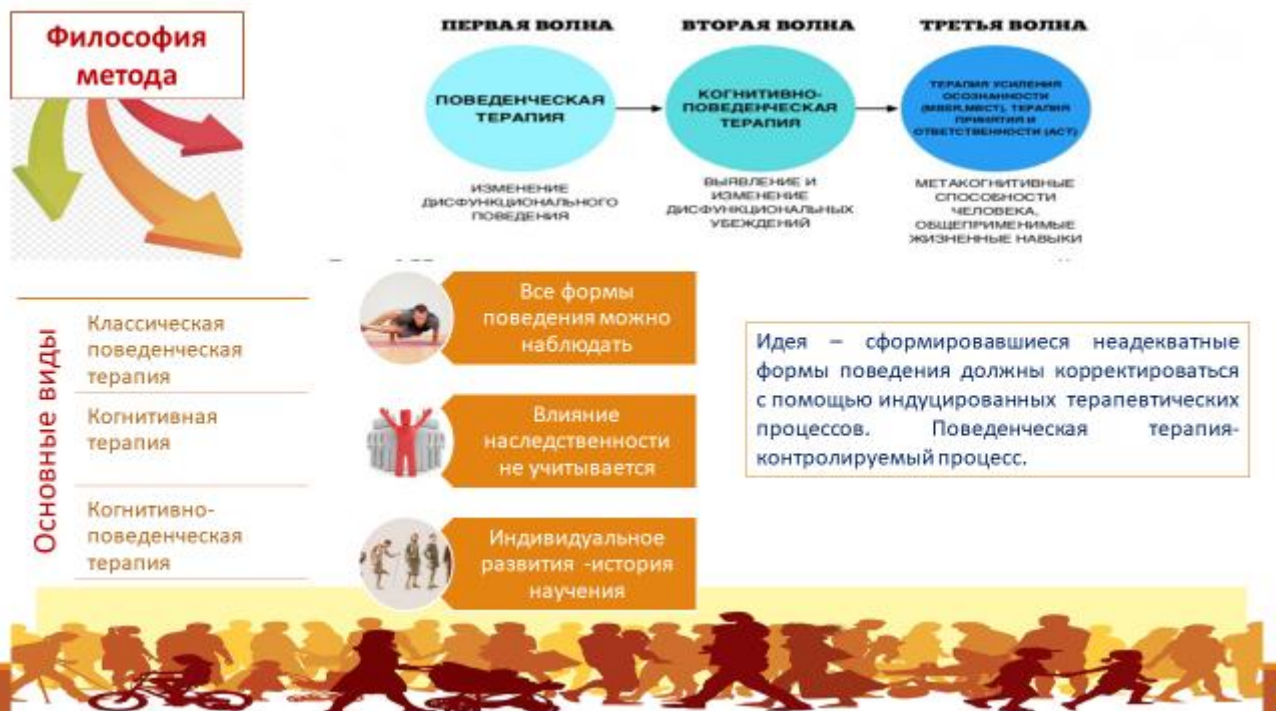 Философия
метода
ПЕРВАЯ ВОЛНА
ПОВЕДЕНЧЕСКАЯ
ТЕРАПИЯ
ИЗМЕНЕНИЕ
ДИСФУНКЦИОНАЛЬНОГО
ПОВЕДЕНИЯ
ВТОРАЯ ВОЛНА
КОГНИТИВНО-
ПОВЕДЕНЧЕСКАЯ
ТЕРАПИЯ
ВЫЯВЛЕНИЕ И
ИЗМЕНЕНИЕ
ДИСФУНКЦИОНАЛЬНЫХ
УБЕЖДЕНИЙ
ТРЕТЬЯ ВОЛНА
ТЕРАПИЯ УСИЛЕНИЯ
ОСОЗНАННОСТИ
(MBSR,MBCT), ТЕРАПИЯ
ПРИНЯТИЯ И
ОТВЕТСТВЕННОСТИ (ACT)
МЕТАКОГНИТИВНЫЕ
СПОСОБНОСТИ
ЧЕЛОВЕКА,
ОБЩЕПРИМЕНИМЫЕ
ЖИЗНЕННЫЕ НАВЫКИ
Основные виды
Классическая
поведенческая
терапия
Когнитивная
терапия
Когнитивно-
поведенческая
терапия
Все формы
поведения можно
наблюдать
Влияние
наследственности
не учитывается
Индивидуальное
развития -история
научения
Идея – сформировавшиеся неадекватные
формы поведения должны корректироваться
с помощью индуцированных терапевтических
процессов. Поведенческая терапия-
контролируемый процесс.